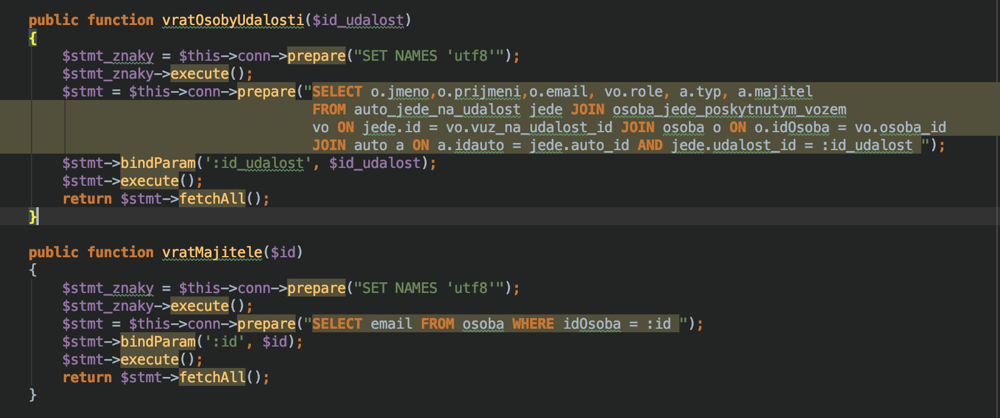 public function vratOsobyUdalosti($id_udalost)
{
$stmt_znaky = $this->conn->prepare("SET NAMES 'utf8'");
$stmt_znaky->execute();
$stmt = $this->conn->prepare("SELECT o.jmeno,o.prijmeni,o.email, vo.role, a.typ, a.majitel
FROM auto_jede_na_udalost jede JOIN osoba_jede_poskytnutym_vozem
vo ON jede.id = vo.vuz_na_udalost_id JOIN osoba o ON o.idOsoba = vo.osoba_id
JOIN auto a ON a.idauto = jede.auto_id AND jede.udalost_id = :id_udalost ");
$stmt->bindParam(':id_udalost', $id_udalost);
$stmt->execute();
return $stmt->fetchAll();
}
public function vratMajitele($id)
{
$stmt_znaky = $this->conn->prepare("SET NAMES 'utf8'");
$stmt_znaky->execute();
$stmt = $this->conn->prepare("SELECT email FROM osoba WHERE idOsoba = :id ");
$stmt->bindParam(':id', $id);
$stmt->execute();
return $stmt->fetchAll();
}